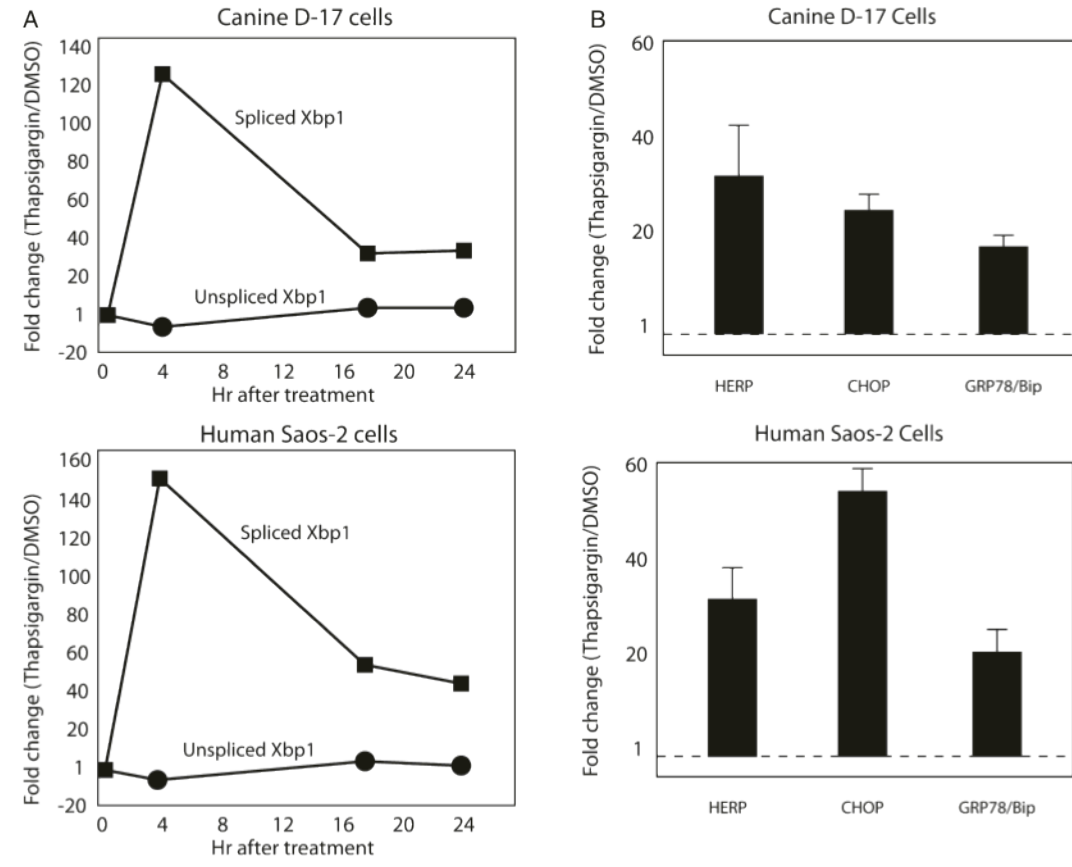 A
Canine D-17 cells
Fold change (Thapsigargin/DMSO)
140
120
100
80
60
40
20
1
-20
Spliced Xbp1
Unspliced Xbp1
0 4 8 12 16 20 24
Hr after treatment
Human Saos-2 cells
Fold change (Thapsigargin/DMSO)
160
140
120
100
80
60
40
20
1
-20
Spliced Xbp1
Unspliced Xbp1
0 4 8 12 16 20 24
Hr after treatment
B
Canine D-17 Cells
Fold change (Thapsigargin/DMSO)
60
40
20
1
HERP CHOP GRP78/Bip
Human Saos-2 Cells
Fold change (Thapsigargin/DMSO)
60
40
20
1
HERP CHOP GRP78/Bip